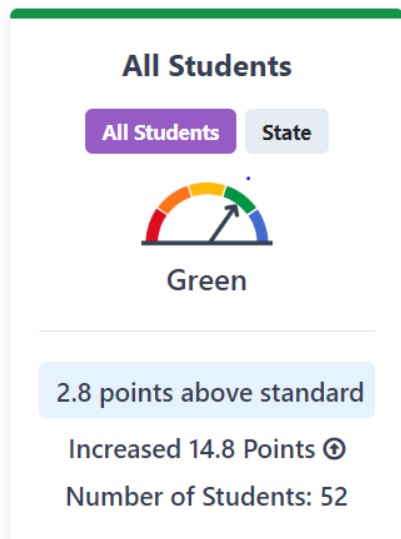 All Students
All Students State
Green
2.8 points above standard
Increased 14.8 Points
Number of Students: 52